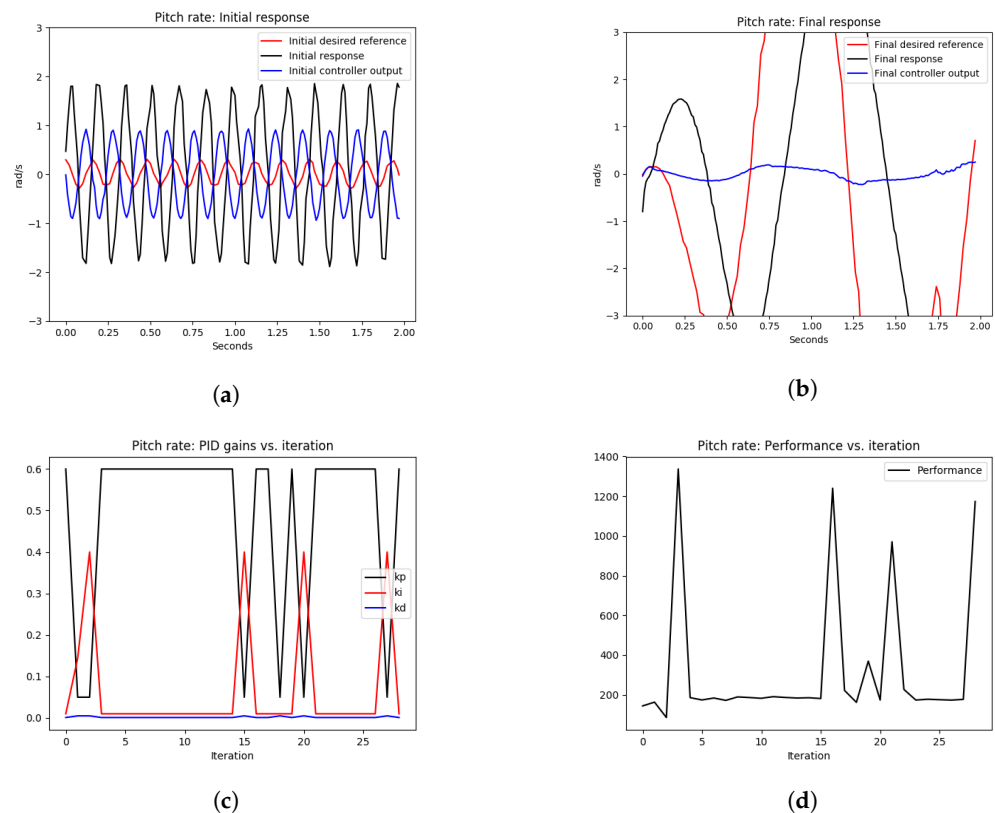 Pitch rate: Initial response
Initial desired reference
Initial response
Initial controller output
rad/s
3
2
1
0
−1
−2
−3
0.00 0.25 0.50 0.75 1.00 1.25 1.50 1.75 2.00
Seconds
(a)
Pitch rate: Final response
Final desired reference
Final response
Final controller output
rad/s
3
2
1
0
−1
−2
−3
0.00 0.25 0.50 0.75 1.00 1.25 1.50 1.75 2.00
Seconds
(b)
Pitch rate: PID gains vs. iteration
0.6
0.5
0.4
0.3
0.2
0.1
0.0
kp
ki
kd
0 5 10 15 20 25
Iteration
(c)
Pitch rate: Performance vs. iteration
Performance
1400
1200
1000
800
600
400
200
0 5 10 15 20 25
Iteration
(d)